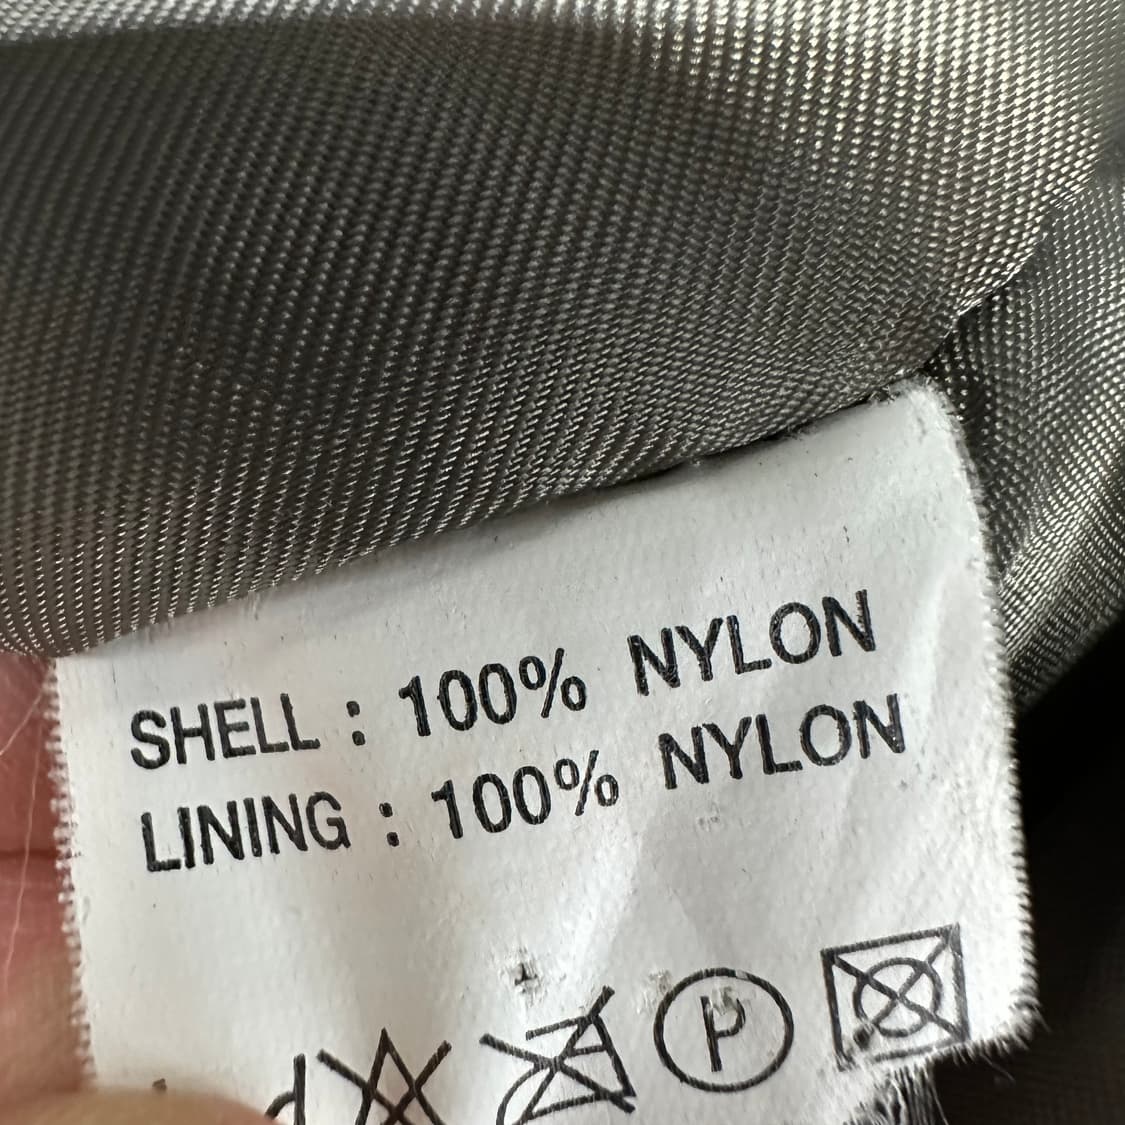 SHELL : 100% NYLON
LINING : 100% NYLON
P